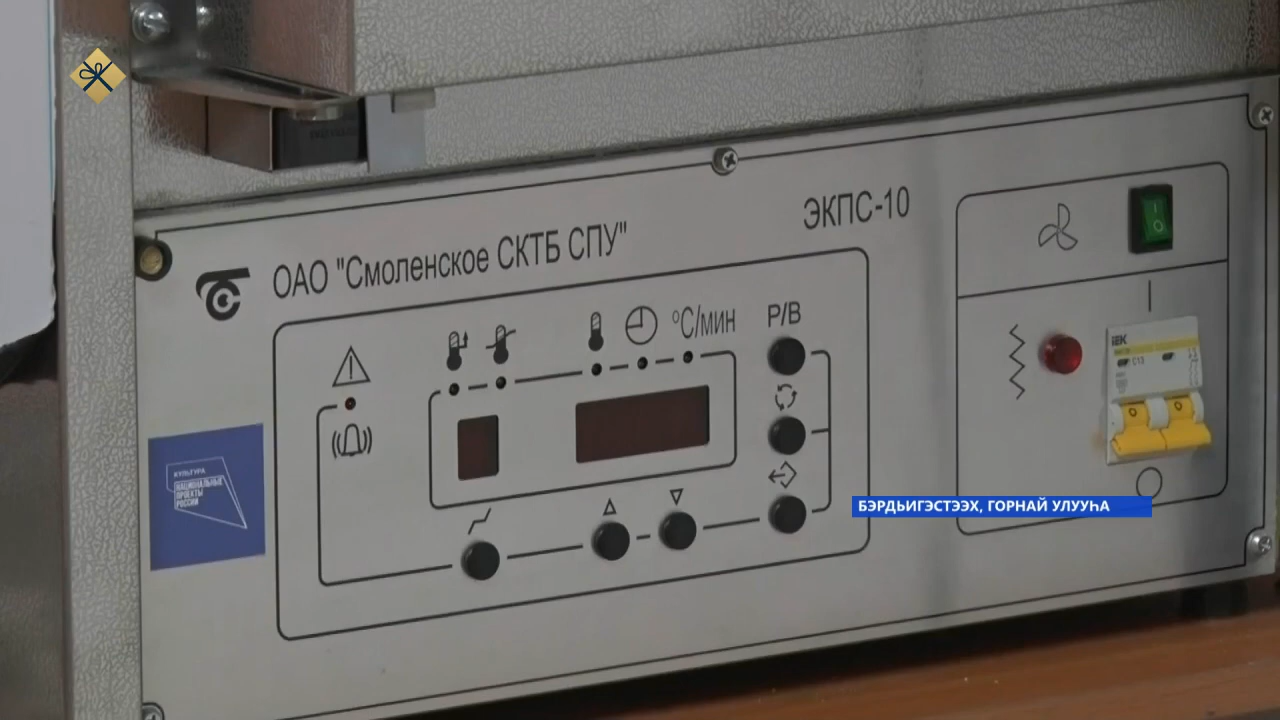 ОАО "Смоленское СКТБ СПУ"
ЭКПС-10
°C/мин
P/B
IEK
C13
КУЛЬТУРА
НАЦИОНАЛЬНЫЕ
ПРОЕКТЫ
РОССИИ
БЭРДЬИГЭСТЭЭХ, ГОРНАЙ УЛУУҺА